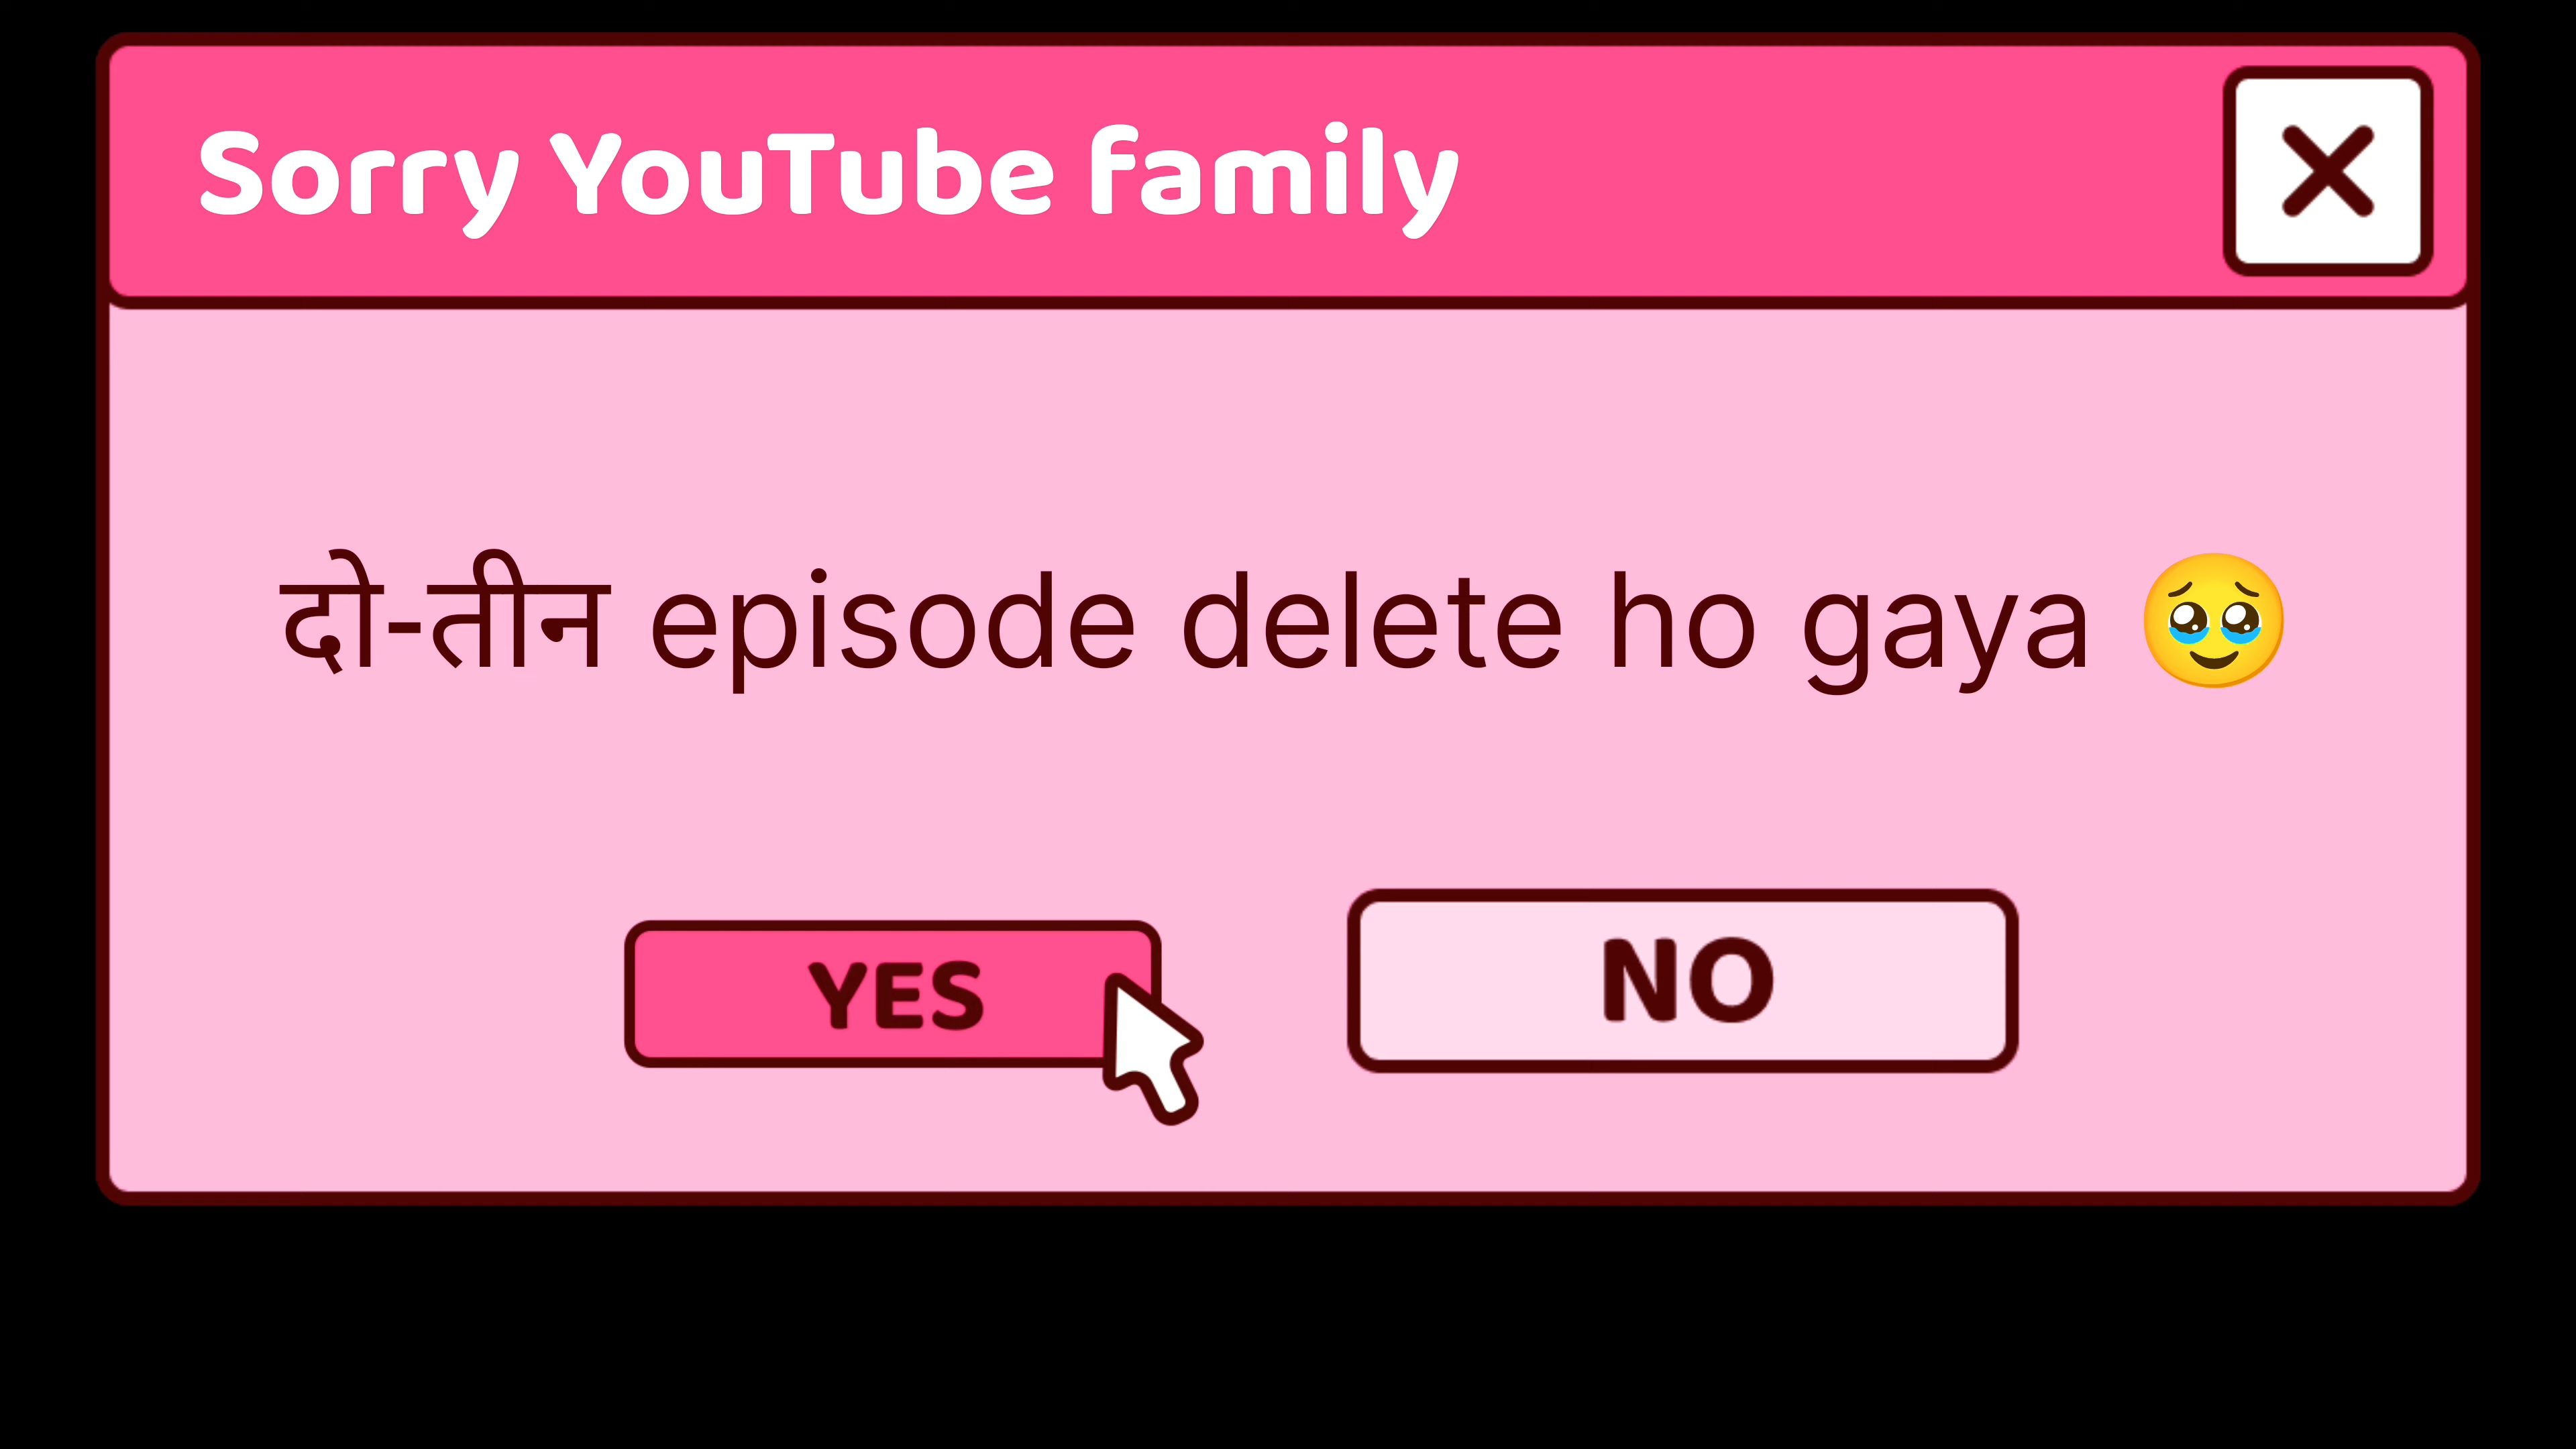 Sorry YouTube family
दो-तीन episode delete ho gaya 🥹
YES
NO